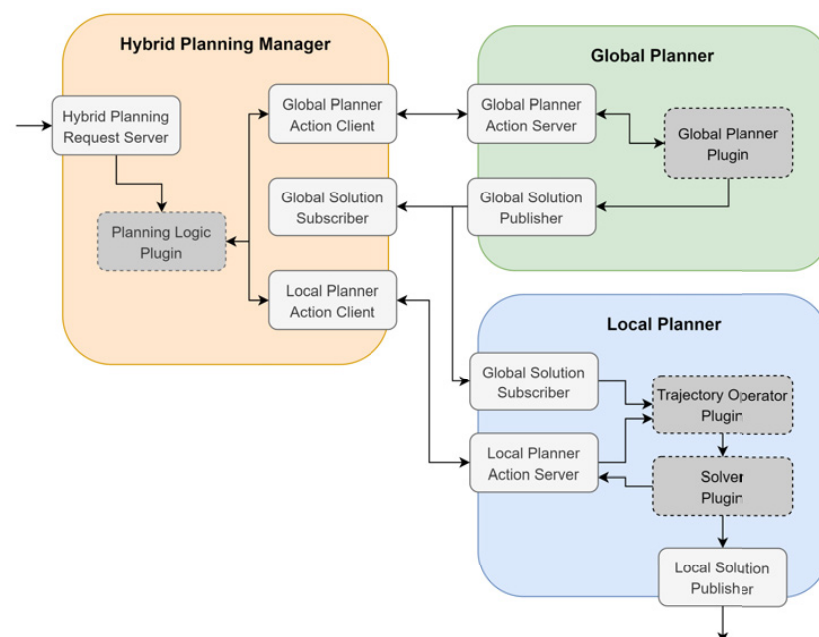 Hybrid Planning Manager
Hybrid Planning
Request Server
Global Planner
Action Client
Global Solution
Subscriber
Planning Logic
Plugin
Local Planner
Action Client
Global Planner
Global Planner
Action Server
Global Planner
Plugin
Global Solution
Publisher
Local Planner
Global Solution
Subscriber
Trajectory Operator
Plugin
Local Planner
Action Server
Solver
Plugin
Local Solution
Publisher